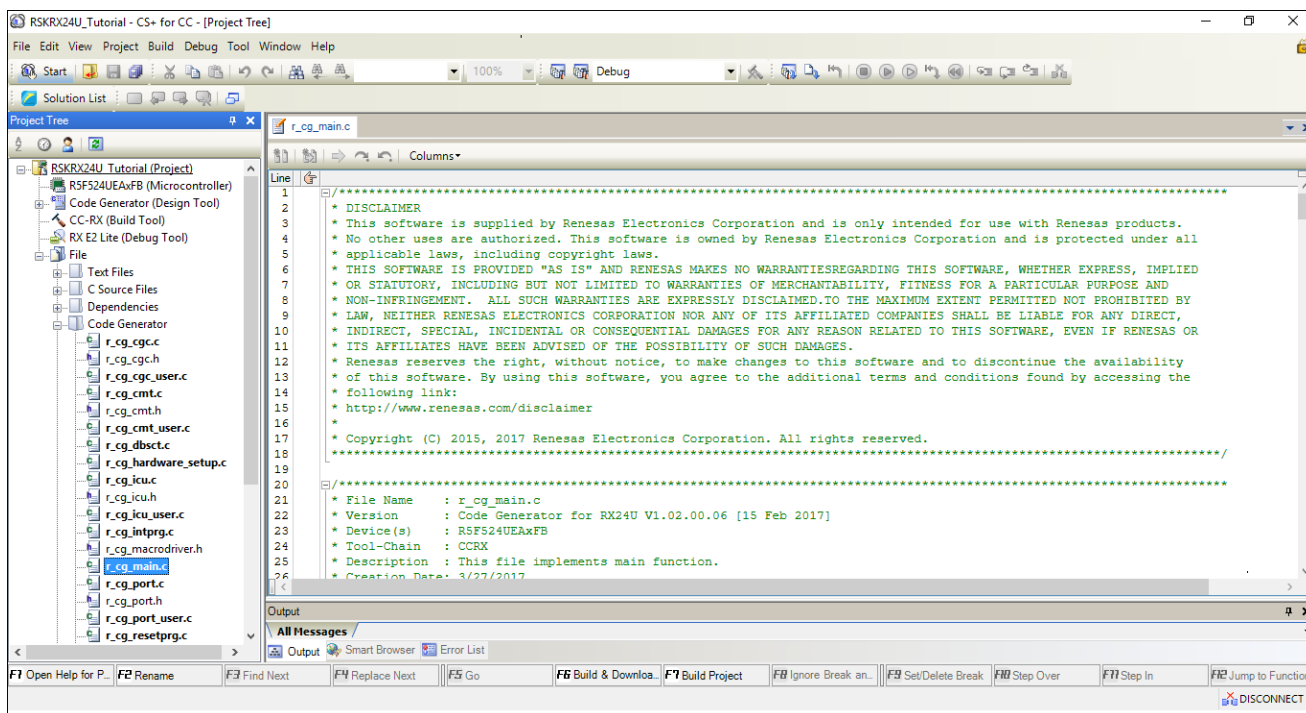 RSKRX24U_Tutorial - CS+ for CC - [Project Tree]
File Edit View Project Build Debug Tool Window Help
Start 100% Debug
Solution List
Project Tree
RSKRX24U_Tutorial (Project)
R5F524UEAxFB (Microcontroller)
Code Generator (Design Tool)
CC-RX (Build Tool)
RX E2 Lite (Debug Tool)
File
Text Files
C Source Files
Dependencies
Code Generator
r_cg_cgc.c
r_cg_cgc.h
r_cg_cgc_user.c
r_cg_cmt.c
r_cg_cmt.h
r_cg_cmt_user.c
r_cg_dbsct.c
r_cg_hardware_setup.c
r_cg_icu.c
r_cg_icu.h
r_cg_icu_user.c
r_cg_intprg.c
r_cg_macrodriver.h
r_cg_main.c
r_cg_port.c
r_cg_port.h
r_cg_port_user.c
r_cg_resetprg.c
r_cg_main.c
Columns
Line
1 /***********************************************************************************************************************
2 * DISCLAIMER
3 * This software is supplied by Renesas Electronics Corporation and is only intended for use with Renesas products.
4 * No other uses are authorized. This software is owned by Renesas Electronics Corporation and is protected under all
5 * applicable laws, including copyright laws.
6 * THIS SOFTWARE IS PROVIDED "AS IS" AND RENESAS MAKES NO WARRANTIESREGARDING THIS SOFTWARE, WHETHER EXPRESS, IMPLIED
7 * OR STATUTORY, INCLUDING BUT NOT LIMITED TO WARRANTIES OF MERCHANTABILITY, FITNESS FOR A PARTICULAR PURPOSE AND
8 * NON-INFRINGEMENT.  ALL SUCH WARRANTIES ARE EXPRESSLY DISCLAIMED.TO THE MAXIMUM EXTENT PERMITTED NOT PROHIBITED BY
9 * LAW, NEITHER RENESAS ELECTRONICS CORPORATION NOR ANY OF ITS AFFILIATED COMPANIES SHALL BE LIABLE FOR ANY DIRECT,
10 * INDIRECT, SPECIAL, INCIDENTAL OR CONSEQUENTIAL DAMAGES FOR ANY REASON RELATED TO THIS SOFTWARE, EVEN IF RENESAS OR
11 * ITS AFFILIATES HAVE BEEN ADVISED OF THE POSSIBILITY OF SUCH DAMAGES.
12 * Renesas reserves the right, without notice, to make changes to this software and to discontinue the availability
13 * of this software. By using this software, you agree to the additional terms and conditions found by accessing the
14 * following link:
15 * http://www.renesas.com/disclaimer
16 *
17 * Copyright (C) 2015, 2017 Renesas Electronics Corporation. All rights reserved.
18 ***********************************************************************************************************************/
19
20 /***********************************************************************************************************************
21 * File Name    : r_cg_main.c
22 * Version      : Code Generator for RX24U V1.02.00.06 [15 Feb 2017]
23 * Device(s)    : R5F524UEAxFB
24 * Tool-Chain   : CCRX
25 * Description  : This file implements main function.
26 * Creation Date: 3/27/2017
Output
All Messages
Output Smart Browser Error List
F1 Open Help for P... F2 Rename F3 Find Next F4 Replace Next F5 Go F6 Build & Downloa... F7 Build Project F8 Ignore Break an... F9 Set/Delete Break F10 Step Over F11 Step In F12 Jump to Functio
DISCONNECT